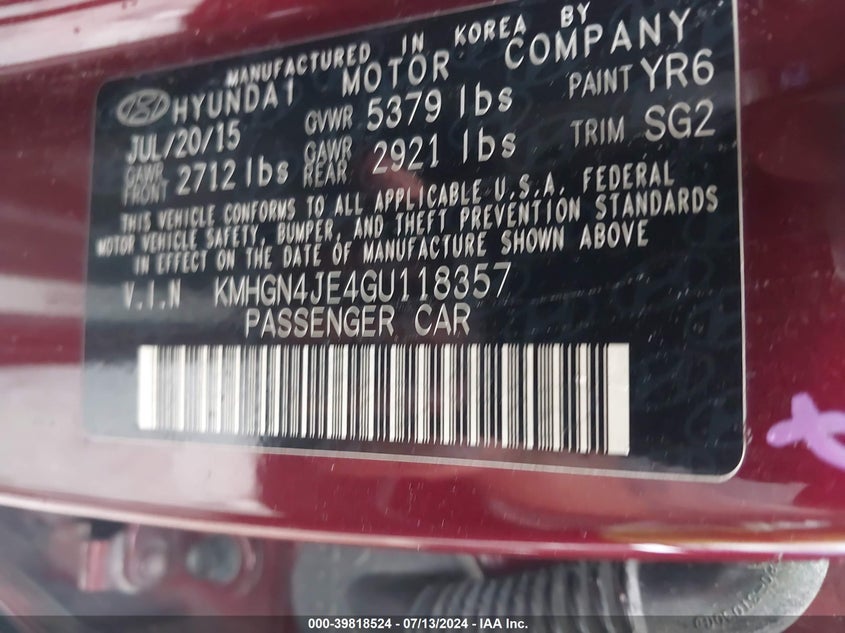 MANUFACTURED IN KOREA BY
HYUNDAI MOTOR COMPANY
JUL/20/15 GVWR 5379 lbs PAINT YR6
GAWR FRONT 2712 lbs GAWR REAR 2921 lbs TRIM SG2
THIS VEHICLE CONFORMS TO ALL APPLICABLE U.S.A. FEDERAL
MOTOR VEHICLE SAFETY, BUMPER, AND THEFT PREVENTION STANDARDS
IN EFFECT ON THE DATE OF MANUFACTURE SHOWN ABOVE
V.I.N KMHGN4JE4GU118357
PASSENGER CAR
000-39818524 - 07/13/2024 - IAA Inc.